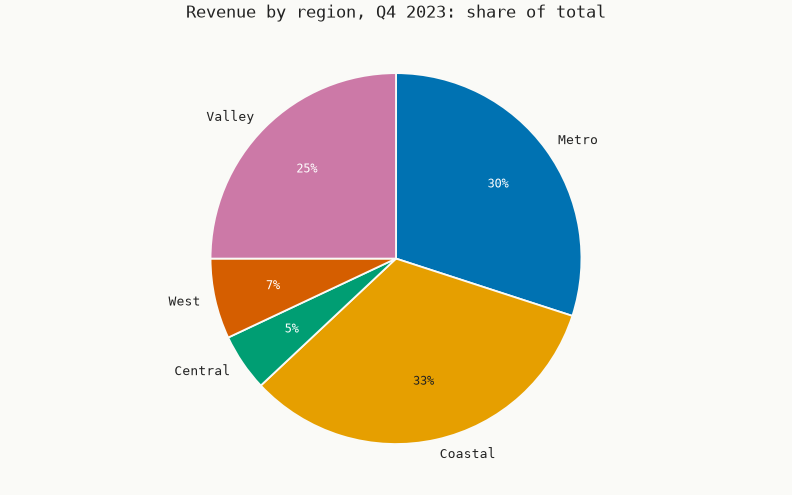 Revenue by region, Q4 2023: share of total
Valley
Metro
25%
30%
7%
West
5%
Central
33%
Coastal